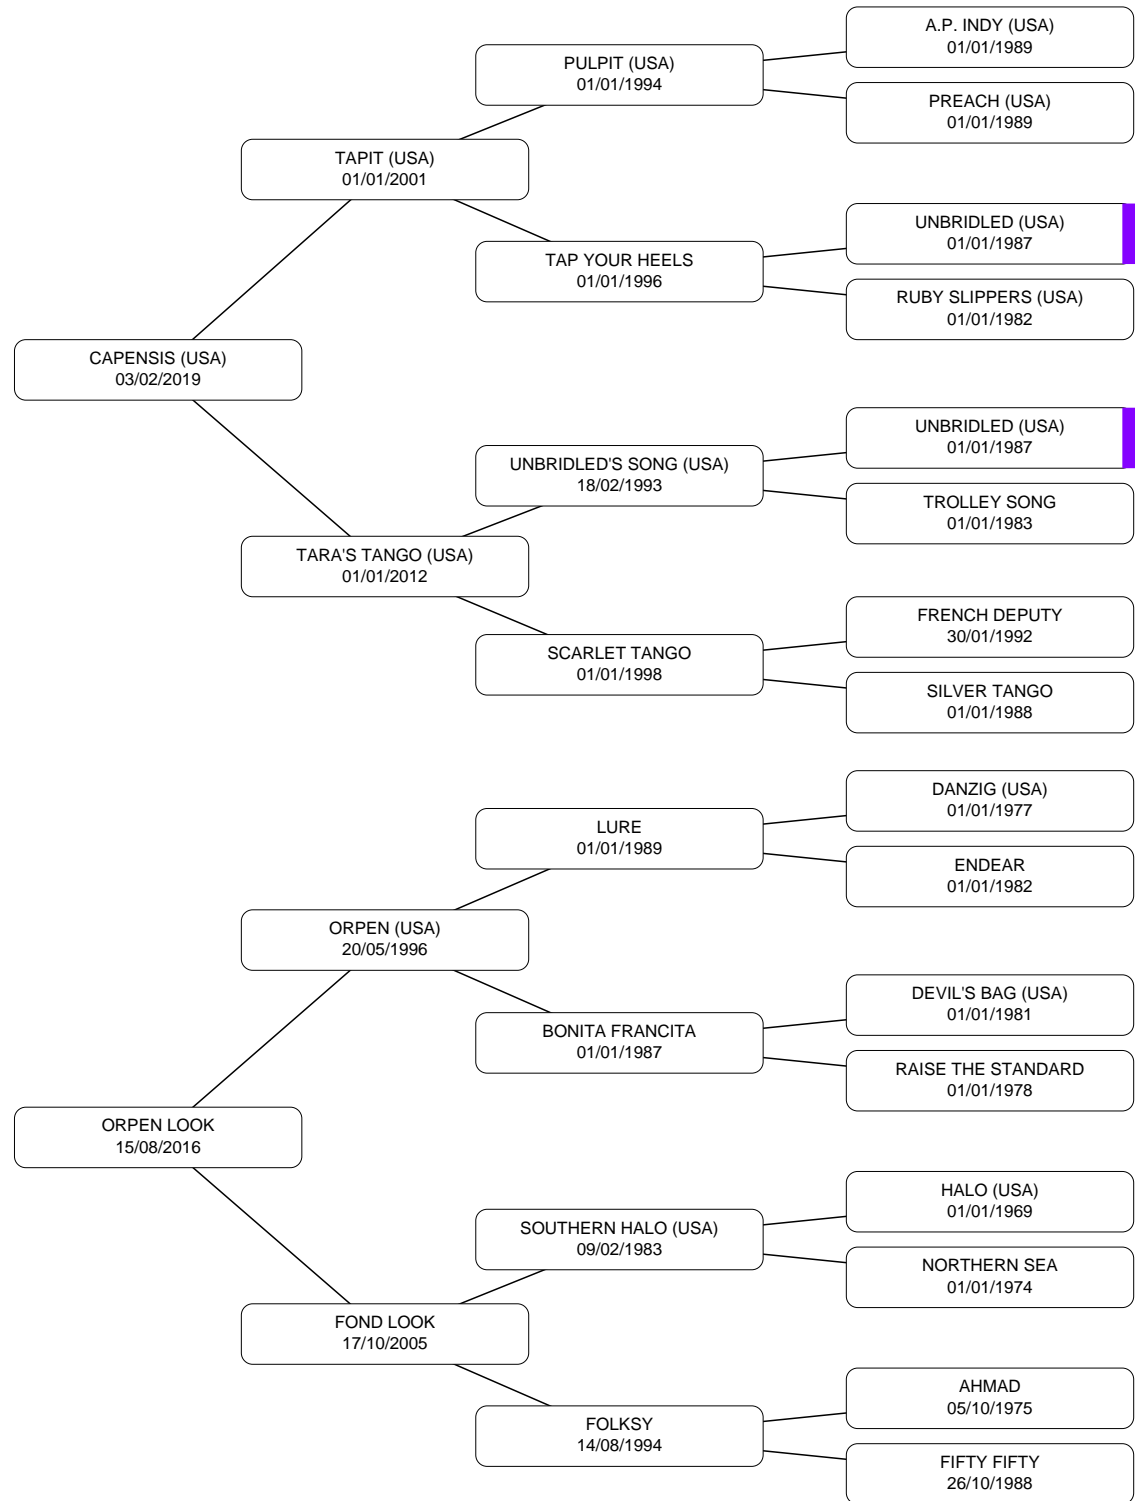 A.P. INDY (USA)
01/01/1989
PULPIT (USA)
01/01/1994
PREACH (USA)
01/01/1989
TAPIT (USA)
01/01/2001
UNBRIDLED (USA)
01/01/1987
TAP YOUR HEELS
01/01/1996
RUBY SLIPPERS (USA)
01/01/1982
CAPENSIS (USA)
03/02/2019
UNBRIDLED (USA)
01/01/1987
UNBRIDLED'S SONG (USA)
18/02/1993
TROLLEY SONG
01/01/1983
TARA'S TANGO (USA)
01/01/2012
FRENCH DEPUTY
30/01/1992
SCARLET TANGO
01/01/1998
SILVER TANGO
01/01/1988
DANZIG (USA)
01/01/1977
LURE
01/01/1989
ENDEAR
01/01/1982
ORPEN (USA)
20/05/1996
DEVIL'S BAG (USA)
01/01/1981
BONITA FRANCITA
01/01/1987
RAISE THE STANDARD
01/01/1978
ORPEN LOOK
15/08/2016
HALO (USA)
01/01/1969
SOUTHERN HALO (USA)
09/02/1983
NORTHERN SEA
01/01/1974
FOND LOOK
17/10/2005
AHMAD
05/10/1975
FOLKSY
14/08/1994
FIFTY FIFTY
26/10/1988